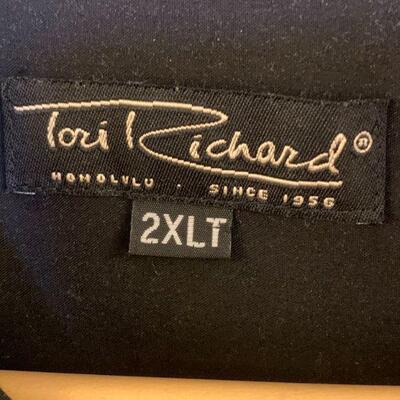 Tori Richard ®
HONOLULU · SINCE 1956
2XLT